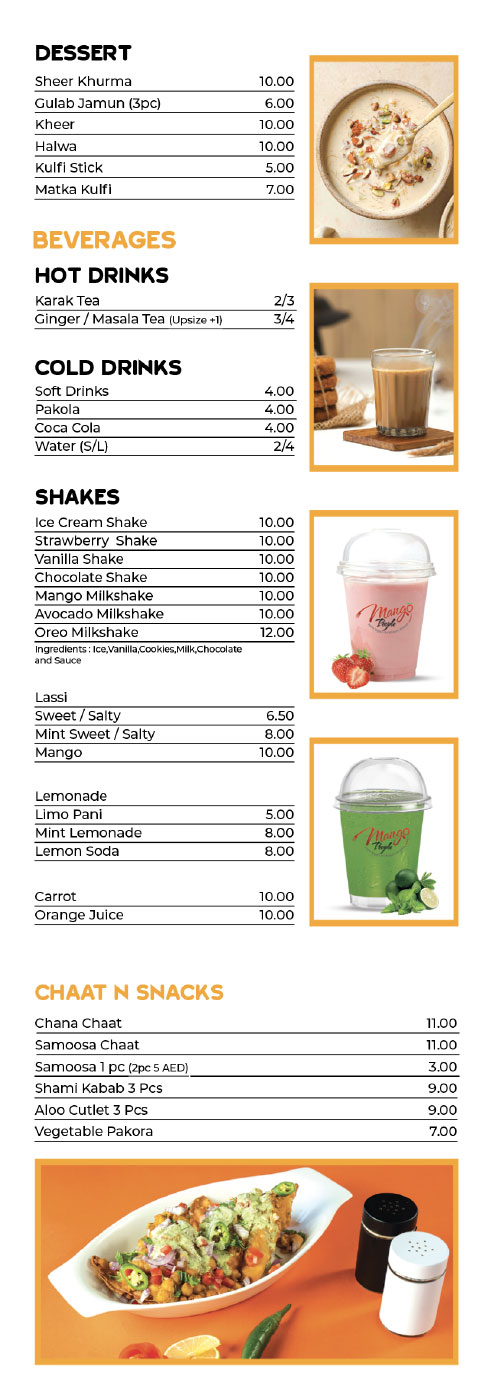 DESSERT
Sheer Khurma 10.00
Gulab Jamun (3pc) 6.00
Kheer 10.00
Halwa 10.00
Kulfi Stick 5.00
Matka Kulfi 7.00
BEVERAGES
HOT DRINKS
Karak Tea 2/3
Ginger / Masala Tea (Upsize +1) 3/4
COLD DRINKS
Soft Drinks 4.00
Pakola 4.00
Coca Cola 4.00
Water (S/L) 2/4
SHAKES
Ice Cream Shake 10.00
Strawberry Shake 10.00
Vanilla Shake 10.00
Chocolate Shake 10.00
Mango Milkshake 10.00
Avocado Milkshake 10.00
Oreo Milkshake 12.00
Ingredients : Ice,Vanilla,Cookies,Milk,Chocolate
and Sauce
Mango
People
Lassi
Sweet / Salty 6.50
Mint Sweet / Salty 8.00
Mango 10.00
Lemonade
Limo Pani 5.00
Mint Lemonade 8.00
Lemon Soda 8.00
Mango
People
Carrot 10.00
Orange Juice 10.00
CHAAT N SNACKS
Chana Chaat 11.00
Samoosa Chaat 11.00
Samoosa 1 pc (2pc 5 AED) 3.00
Shami Kabab 3 Pcs 9.00
Aloo Cutlet 3 Pcs 9.00
Vegetable Pakora 7.00